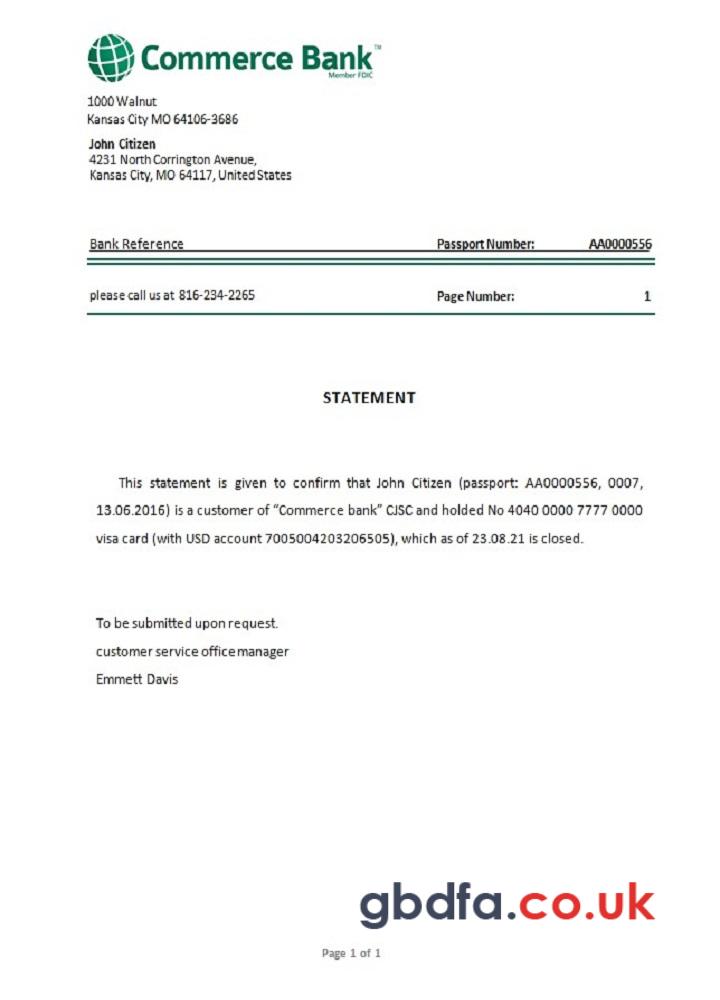 Commerce Bank™
Member FDIC
1000 Walnut
Kansas City MO 64106-3686
John Citizen
4231 North Corrington Avenue,
Kansas City, MO 64117, United States
Bank Reference Passport Number: AA0000556
please call us at 816-234-2265 Page Number: 1
STATEMENT
This statement is given to confirm that John Citizen (passport: AA0000556, 0007,
13.06.2016) is a customer of “Commerce bank” CJSC and holded No 4040 0000 7777 0000
visa card (with USD account 7005004203206505), which as of 23.08.21 is closed.
To be submitted upon request.
customer service office manager
Emmett Davis
gbdfa.co.uk
Page 1 of 1